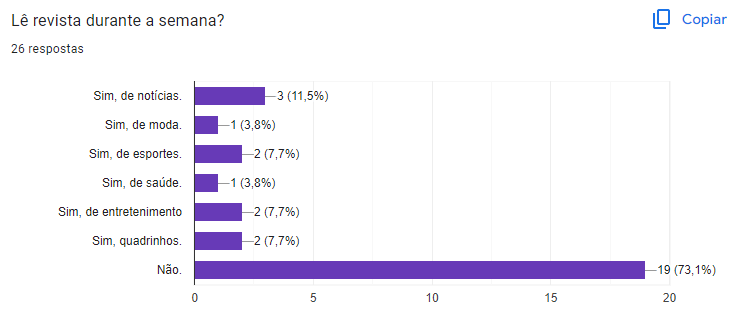 Lê revista durante a semana?
Copiar
26 respostas
Sim, de notícias.
3 (11,5%)
Sim, de moda.
1 (3,8%)
Sim, de esportes.
2 (7,7%)
Sim, de saúde.
1 (3,8%)
Sim, de entretenimento
2 (7,7%)
Sim, quadrinhos.
2 (7,7%)
Não.
19 (73,1%)
0 5 10 15 20